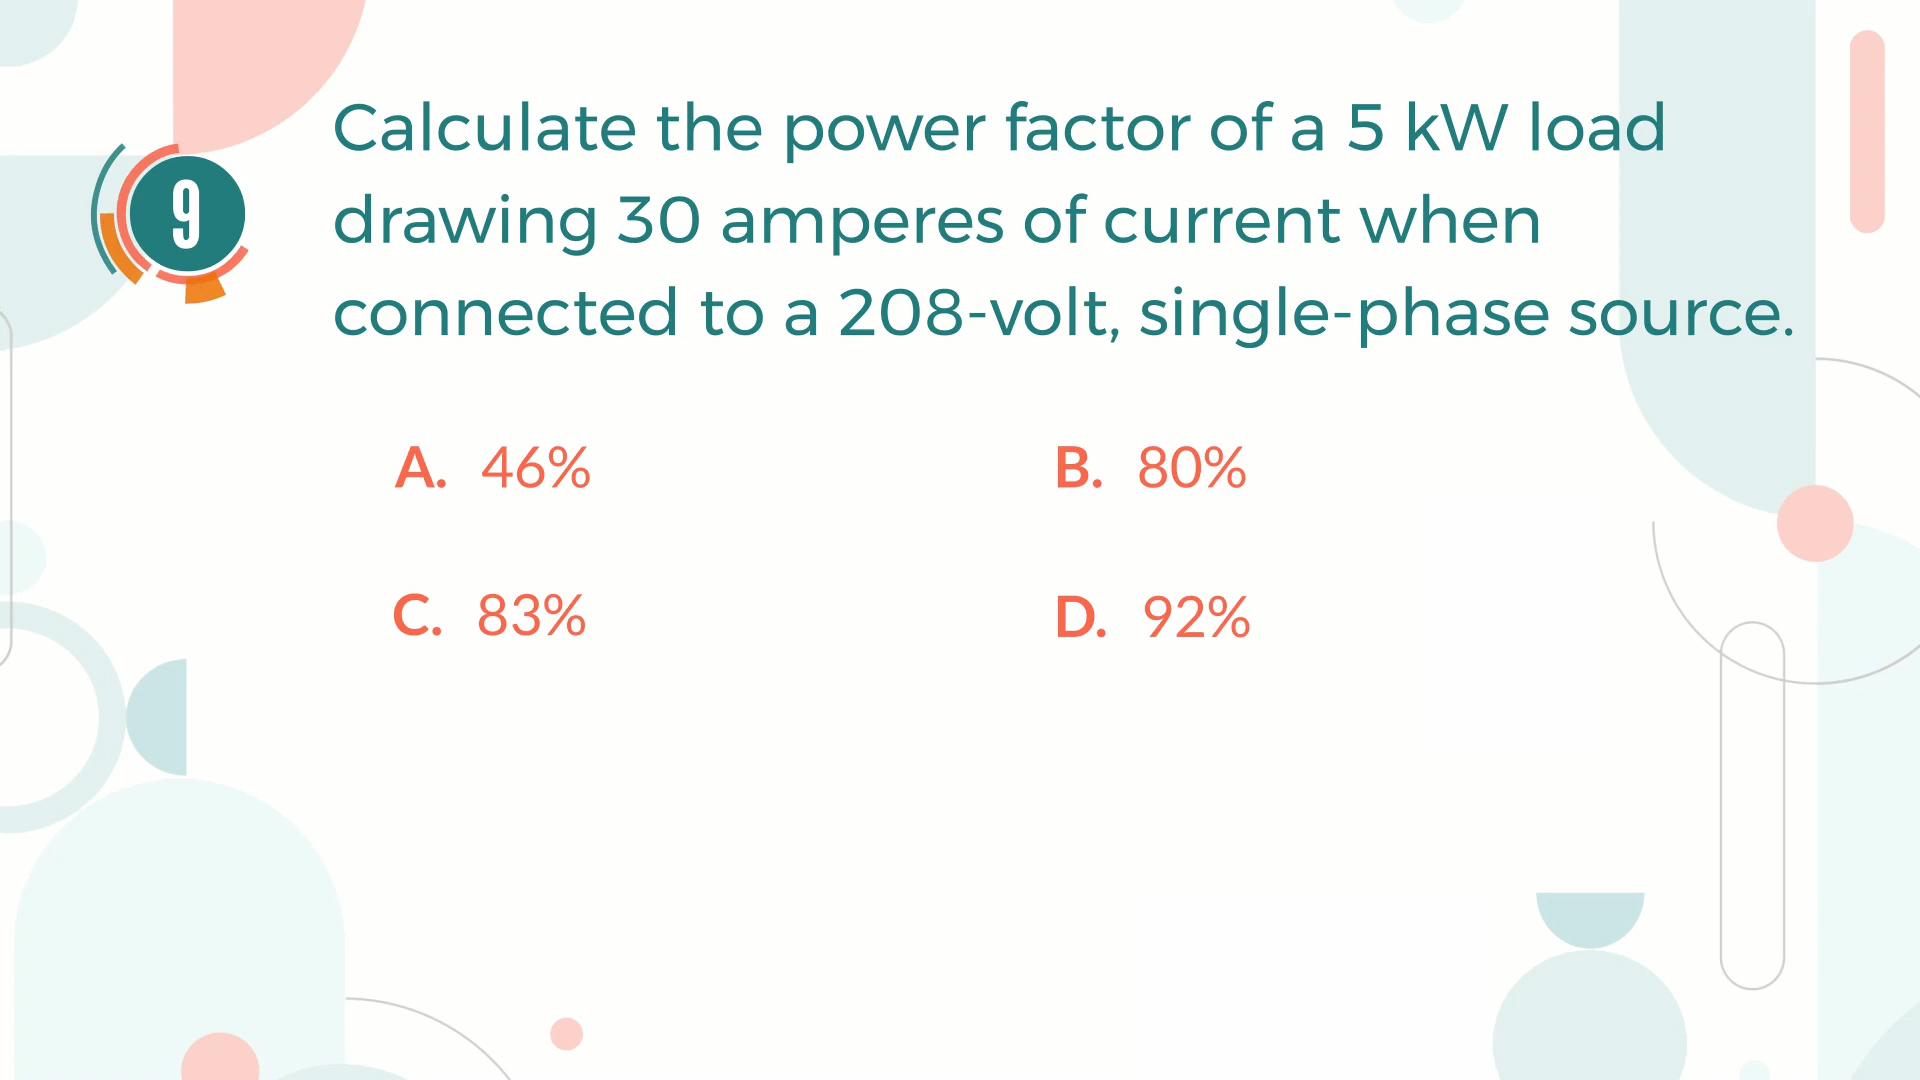 9
Calculate the power factor of a 5 kW load
drawing 30 amperes of current when
connected to a 208-volt, single-phase source.
A. 46%
B. 80%
C. 83%
D. 92%